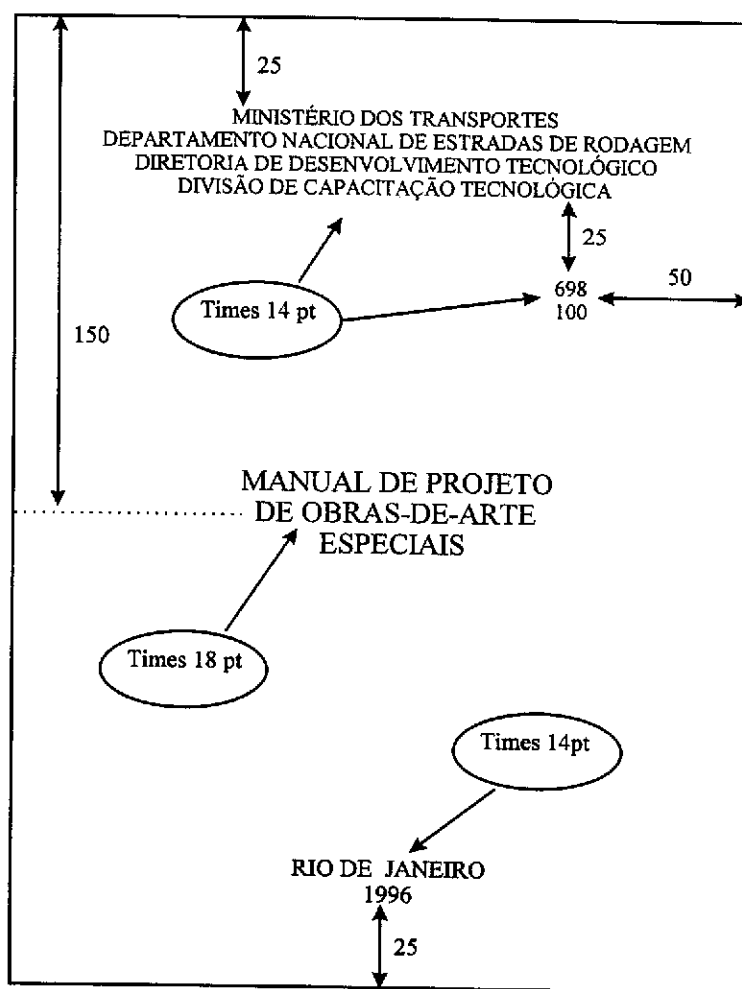 25
MINISTÉRIO DOS TRANSPORTES
DEPARTAMENTO NACIONAL DE ESTRADAS DE RODAGEM
DIRETORIA DE DESENVOLVIMENTO TECNOLÓGICO
DIVISÃO DE CAPACITAÇÃO TECNOLÓGICA
25
50
698
100
Times 14 pt
150
MANUAL DE PROJETO
DE OBRAS-DE-ARTE
ESPECIAIS
Times 18 pt
Times 14pt
RIO DE JANEIRO
1996
25